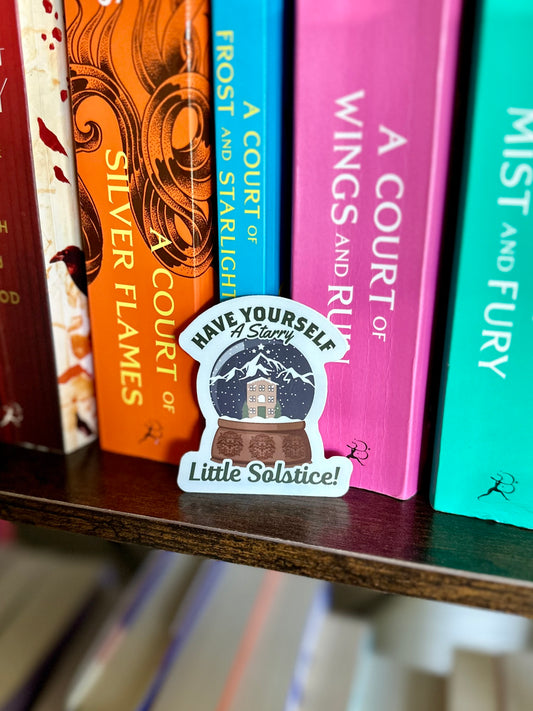 A COURT OF
SILVER FLAMES
A COURT OF
FROST AND STARLIGHT
A COURT OF
WINGS AND RUIN
MIST AND FURY
HAVE YOURSELF
A Starry
Little Solstice!